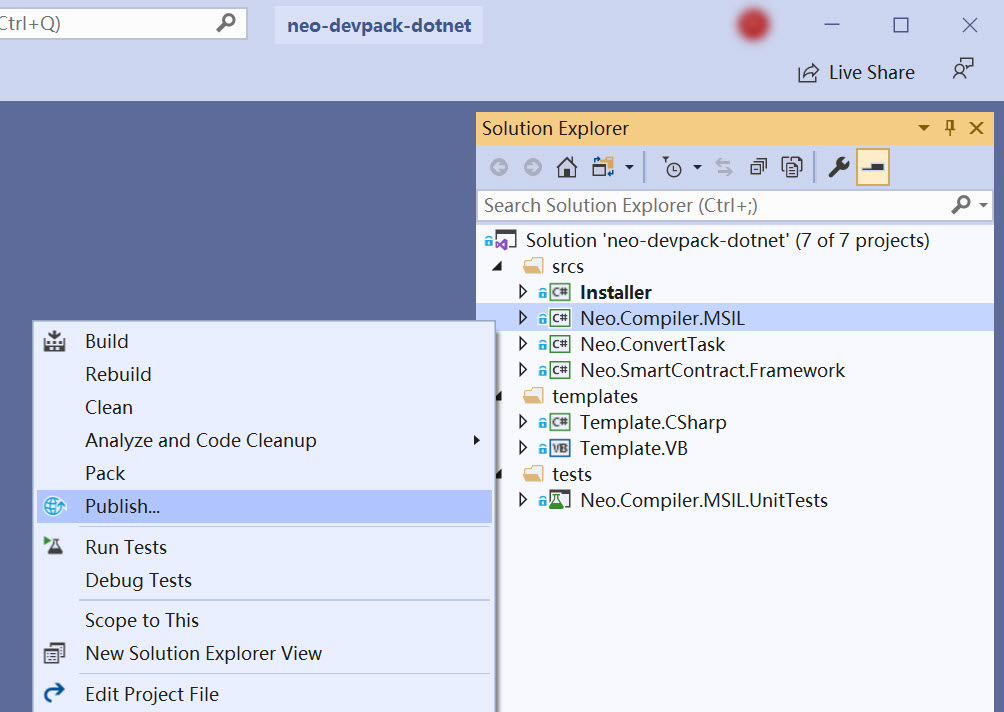 Ctrl+Q)
neo-devpack-dotnet
Live Share
Solution Explorer
Search Solution Explorer (Ctrl+;)
Solution 'neo-devpack-dotnet' (7 of 7 projects)
srcs
C# Installer
C# Neo.Compiler.MSIL
C# Neo.ConvertTask
C# Neo.SmartContract.Framework
templates
C# Template.CSharp
VB Template.VB
tests
Neo.Compiler.MSIL.UnitTests
Build
Rebuild
Clean
Analyze and Code Cleanup
Pack
Publish...
Run Tests
Debug Tests
Scope to This
New Solution Explorer View
Edit Project File